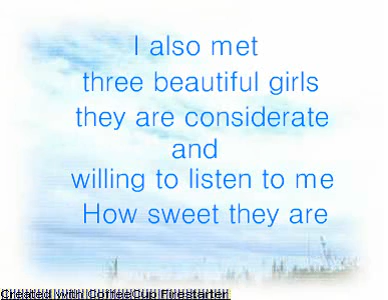 I also met
three beautiful girls
they are considerate
and
willing to listen to me
How sweet they are
Created with CoffeeCup Firestarter